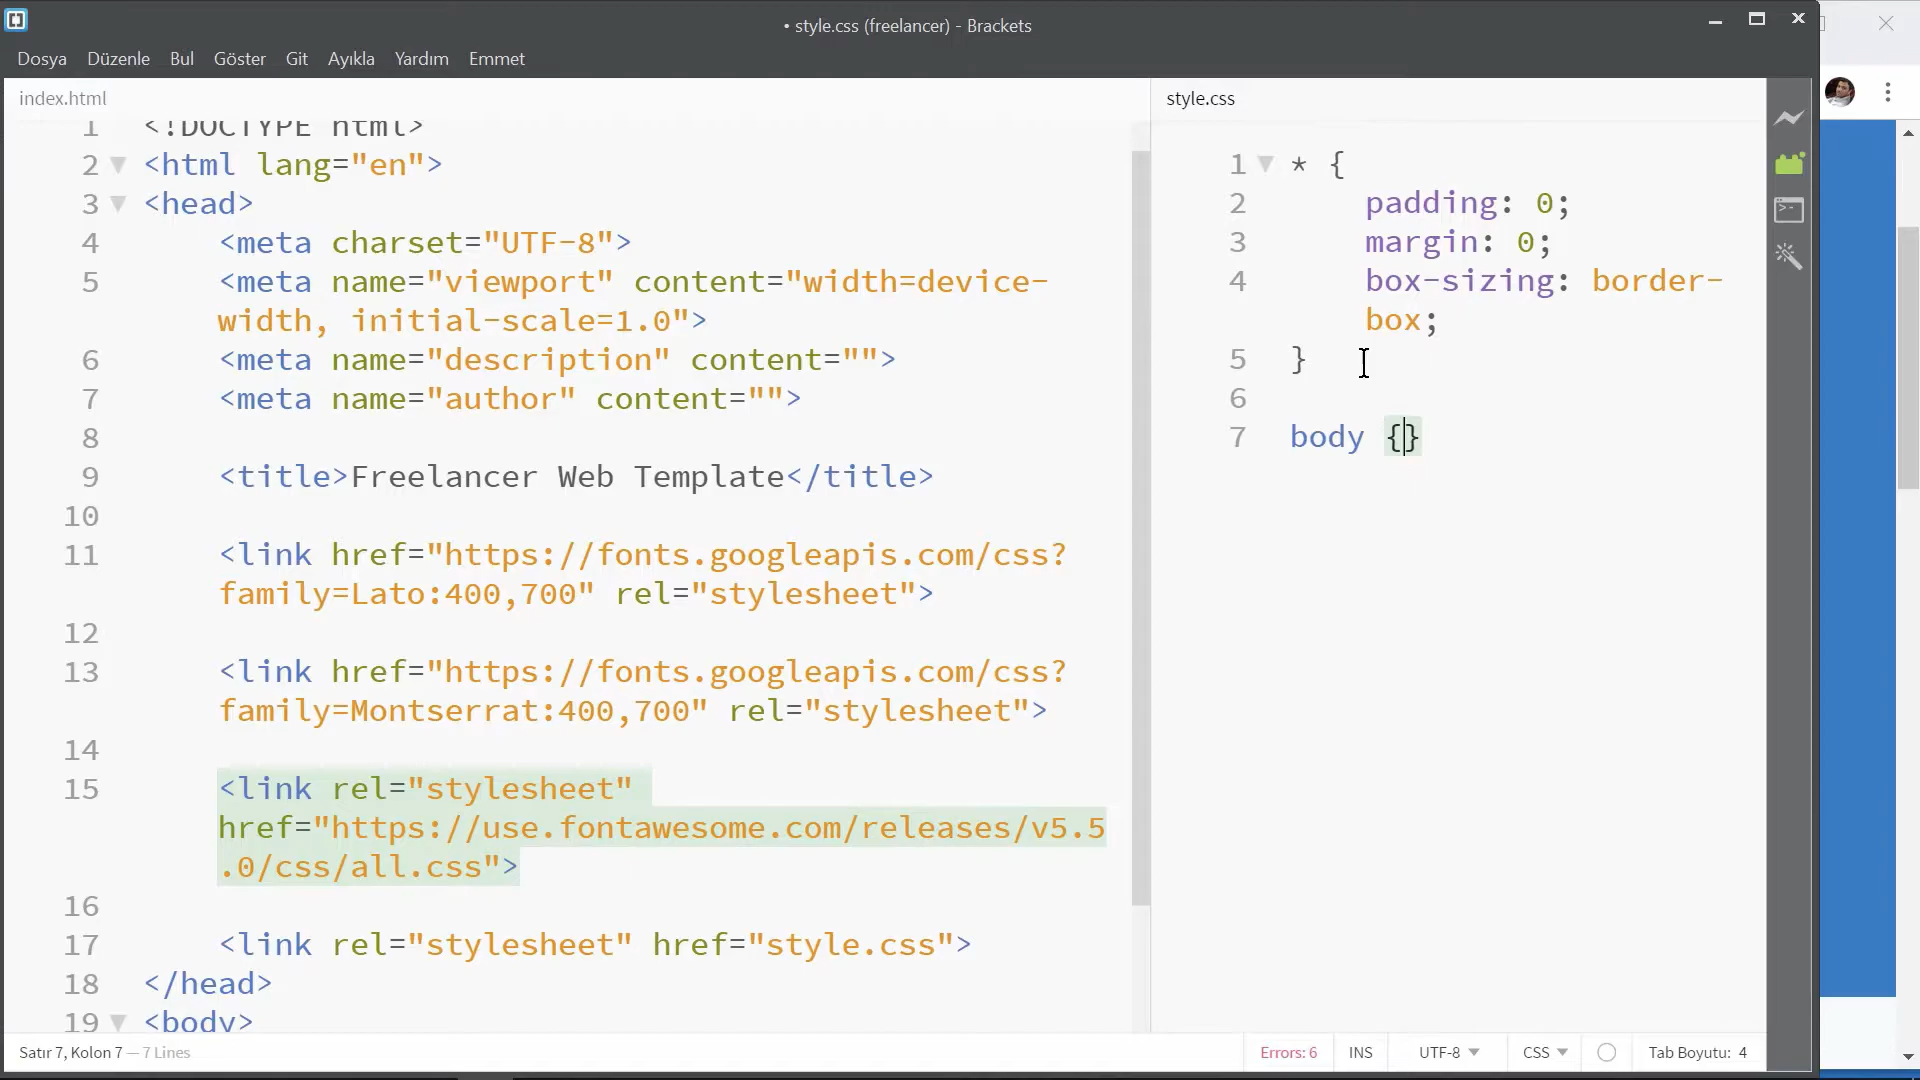 • style.css (freelancer) - Brackets
Dosya Düzenle Bul Göster Git Ayıkla Yardım Emmet
index.html
1 <!DOCTYPE html>
2 <html lang="en">
3 <head>
4 <meta charset="UTF-8">
5 <meta name="viewport" content="width=device-
width, initial-scale=1.0">
6 <meta name="description" content="">
7 <meta name="author" content="">
8
9 <title>Freelancer Web Template</title>
10
11 <link href="https://fonts.googleapis.com/css?
family=Lato:400,700" rel="stylesheet">
12
13 <link href="https://fonts.googleapis.com/css?
family=Montserrat:400,700" rel="stylesheet">
14
15 <link rel="stylesheet"
href="https://use.fontawesome.com/releases/v5.5
.0/css/all.css">
16
17 <link rel="stylesheet" href="style.css">
18 </head>
19 <body>
style.css
1 * {
2 padding: 0;
3 margin: 0;
4 box-sizing: border-
box;
5 }
6
7 body {}
Satır 7, Kolon 7 — 7 Lines
Errors: 6 INS UTF-8 CSS Tab Boyutu: 4